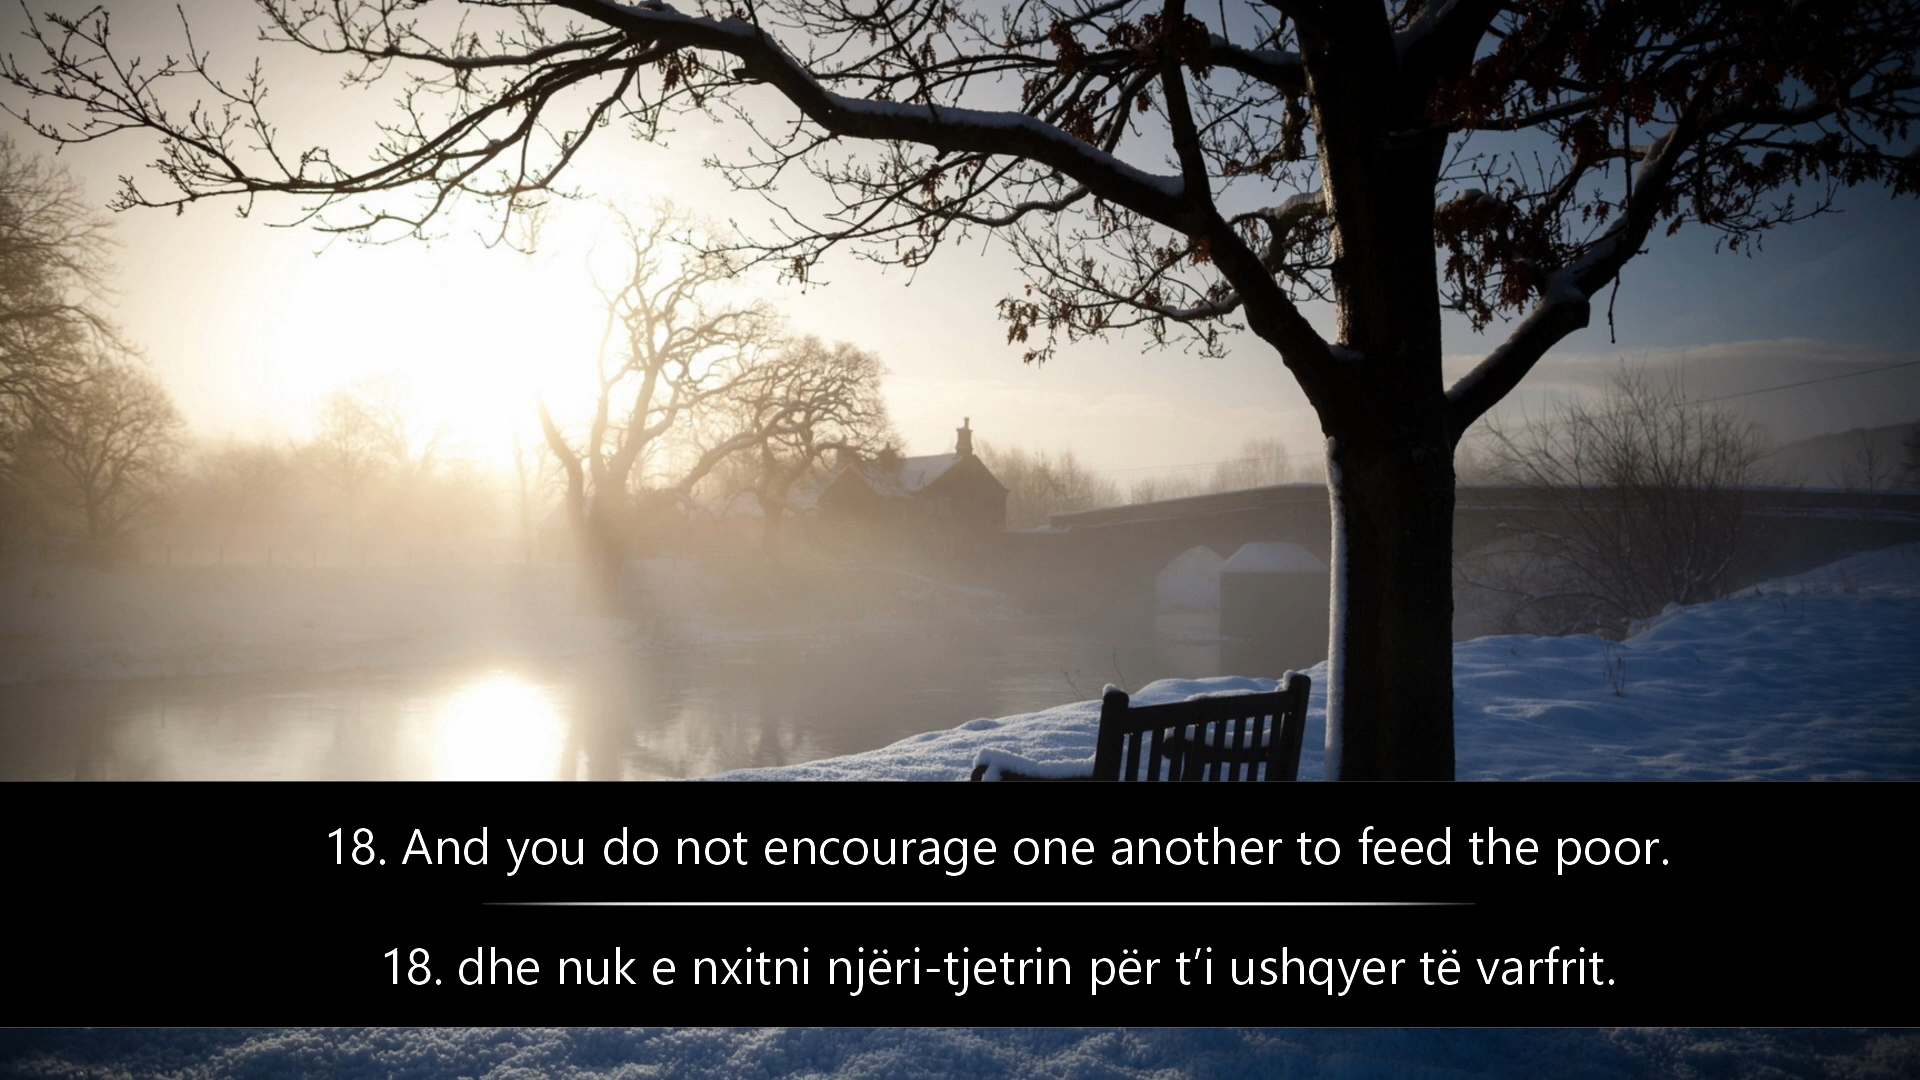 18. And you do not encourage one another to feed the poor.
18. dhe nuk e nxitni njëri-tjetrin për t’i ushqyer të varfrit.